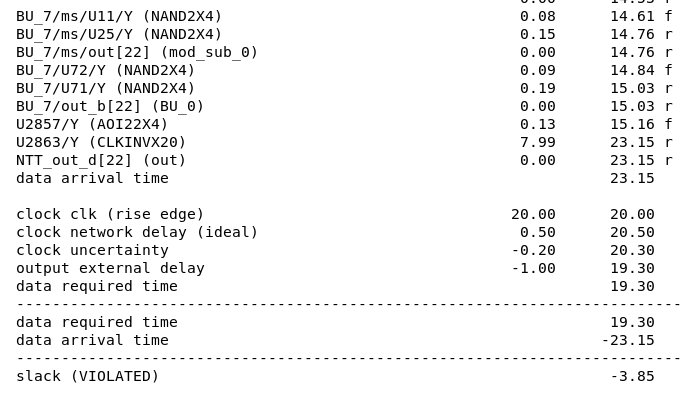 BU_7/ms/U11/Y (NAND2X4) 0.08 14.61 f
BU_7/ms/U25/Y (NAND2X4) 0.15 14.76 r
BU_7/ms/out[22] (mod_sub_0) 0.00 14.76 r
BU_7/U72/Y (NAND2X4) 0.09 14.84 f
BU_7/U71/Y (NAND2X4) 0.19 15.03 r
BU_7/out_b[22] (BU_0) 0.00 15.03 r
U2857/Y (AOI22X4) 0.13 15.16 f
U2863/Y (CLKINVX20) 7.99 23.15 r
NTT_out_d[22] (out) 0.00 23.15 r
data arrival time 23.15
clock clk (rise edge) 20.00 20.00
clock network delay (ideal) 0.50 20.50
clock uncertainty -0.20 20.30
output external delay -1.00 19.30
data required time 19.30
--------------------------------------------------------------------------
data required time 19.30
data arrival time -23.15
--------------------------------------------------------------------------
slack (VIOLATED) -3.85